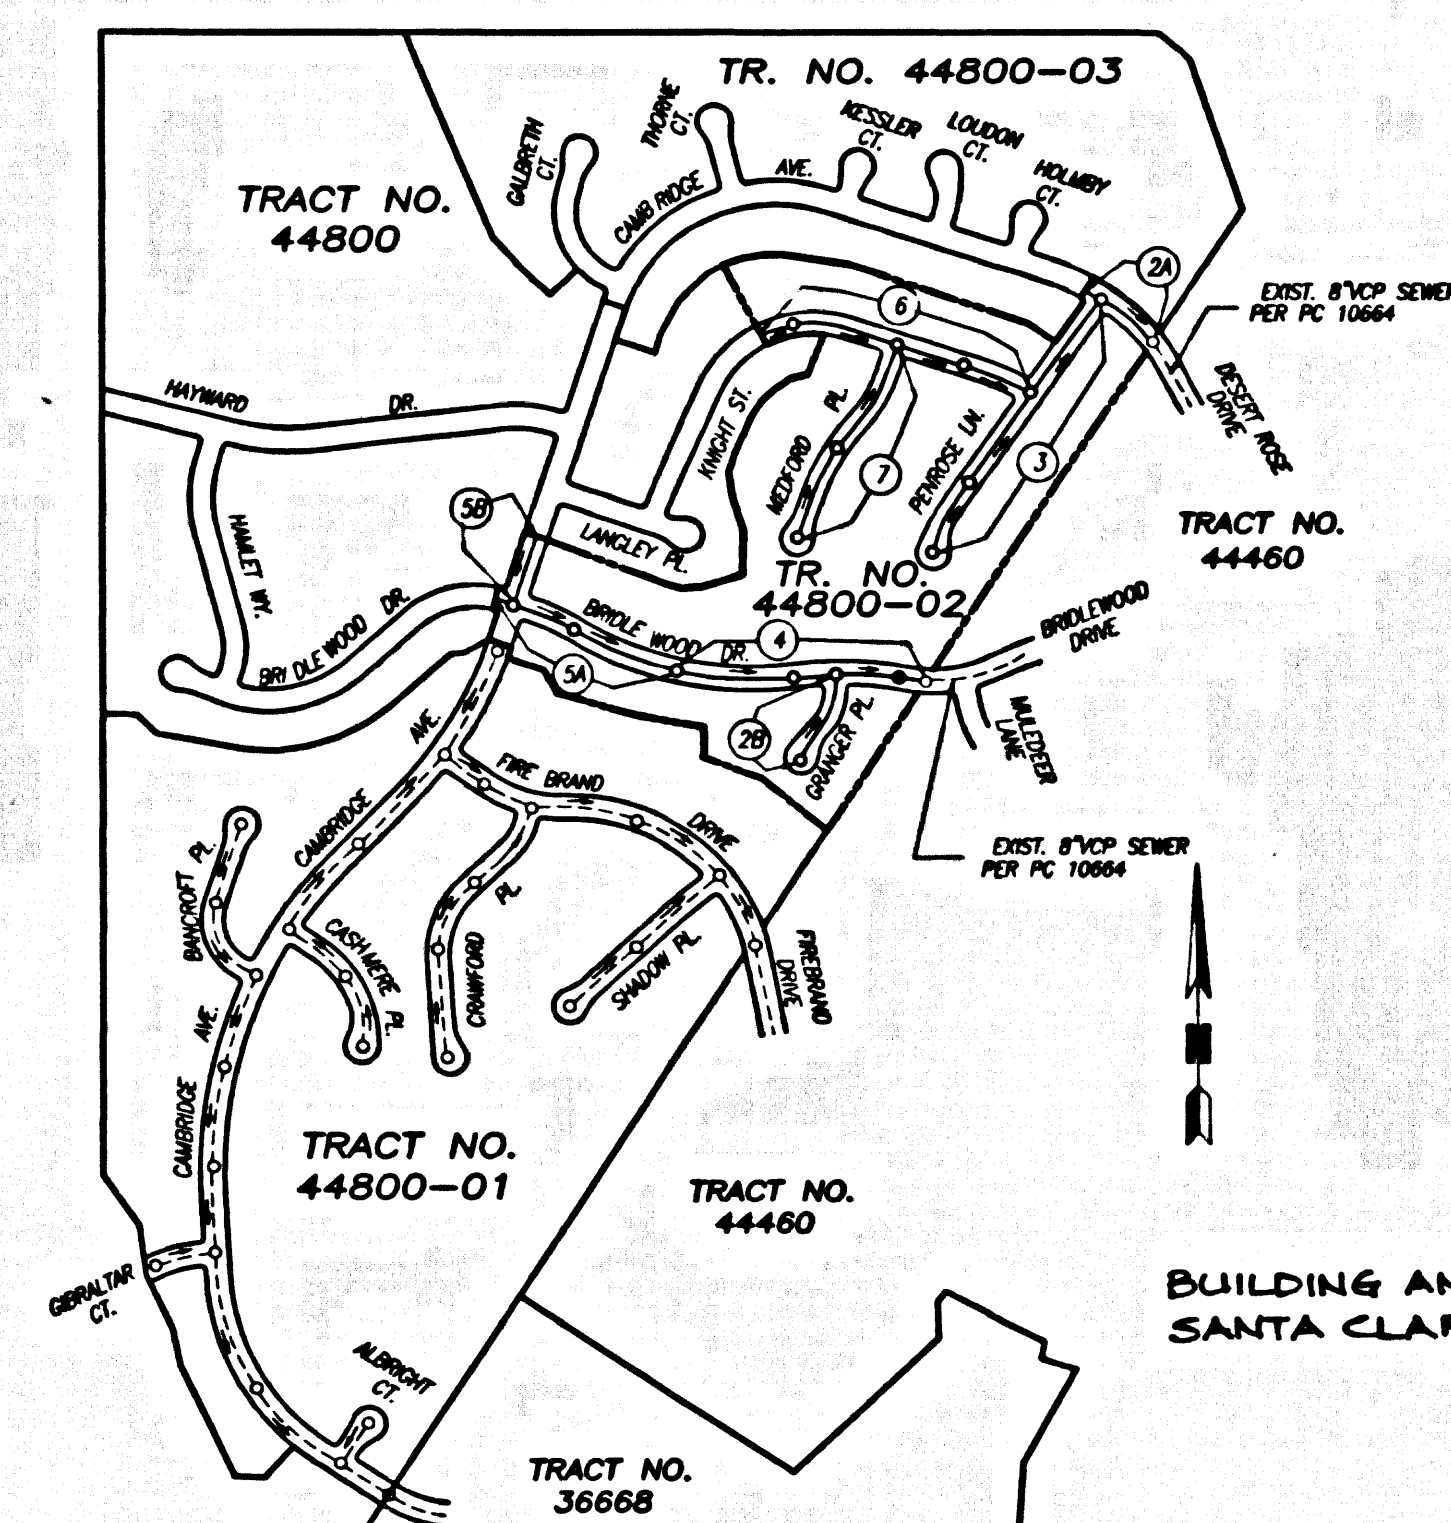 TR. NO. 44800-03
THORNE
CT.
KESSLER
CT.
LOUDON
CT.
HOLMBY
CT.
GALBRETH
CT.
CAMBRIDGE
AVE.
TRACT NO.
44800
2A
EXIST. 8"VCP SEWER
PER PC 10664
6
DESERT ROSE
DRIVE
HAYWARD
DR.
KNIGHT ST.
MEDFORD
PL.
7
PENROSE LN.
3
5B
HAMLET WY.
LANGLEY PL.
TRACT NO.
44460
TR. NO.
44800-02
BRIDLEWOOD DR.
BRIDLE WOOD
DR.
4
BRIDLEWOOD
DRIVE
5A
2B
GRANGER PL.
MULEDEER
LANE
AVE.
CAMBRIDGE
FIRE BRAND
DRIVE
EXIST. 8"VCP SEWER
PER PC 10664
BANCROFT
PL.
CASHMERE PL.
CRAWFORD
PL.
SHADOW PL.
FIREBRAND
DRIVE
AVE.
CAMBRIDGE
TRACT NO.
44800-01
TRACT NO.
44460
GIBRALTAR
CT.
BUILDING AN
SANTA CLAR
ALBRIGHT
CT.
TRACT NO.
36668